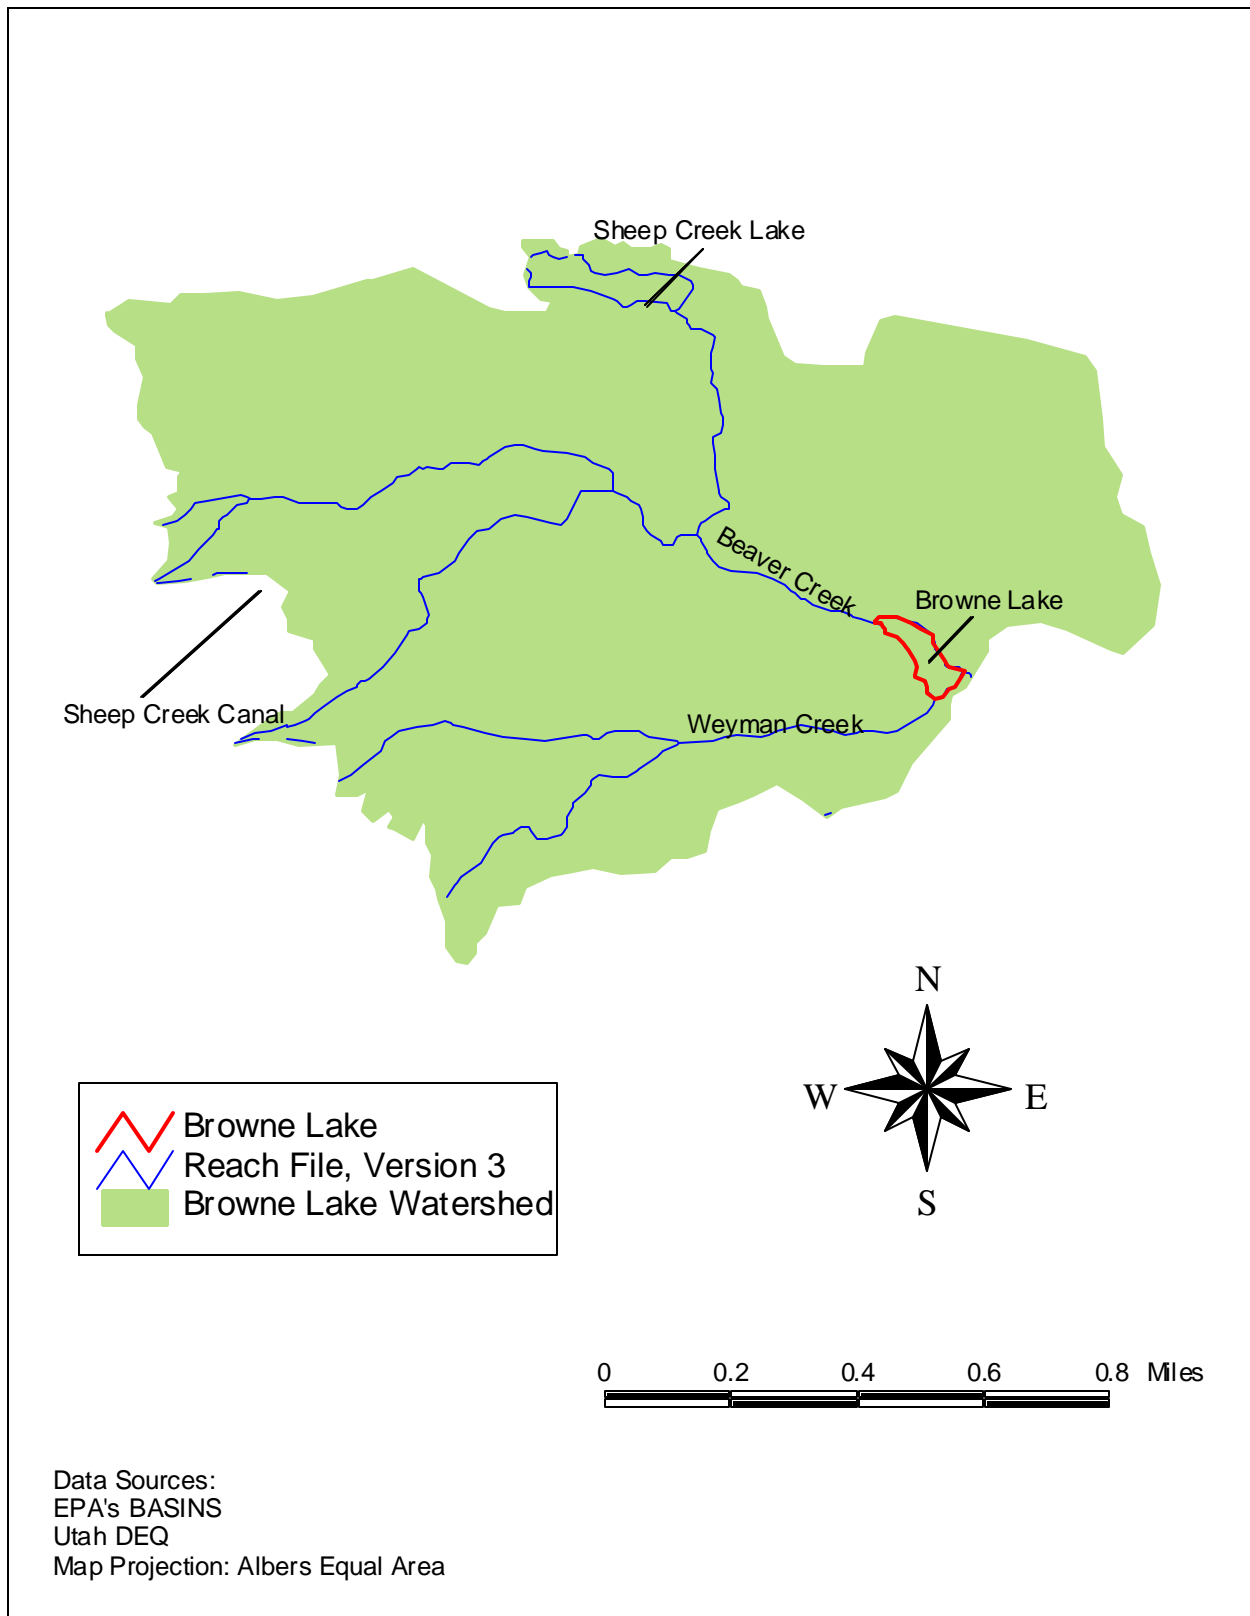 Sheep Creek Lake
Beaver Creek
Browne Lake
Sheep Creek Canal
Weyman Creek
N
W
E
S
Browne Lake
Reach File, Version 3
Browne Lake Watershed
0 0.2 0.4 0.6 0.8 Miles
Data Sources:
EPA's BASINS
Utah DEQ
Map Projection: Albers Equal Area